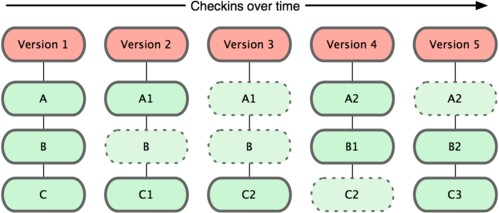 Checkins over time
Version 1 Version 2 Version 3 Version 4 Version 5
A A1 A1 A2 A2
B B B B1 B2
C C1 C2 C2 C3